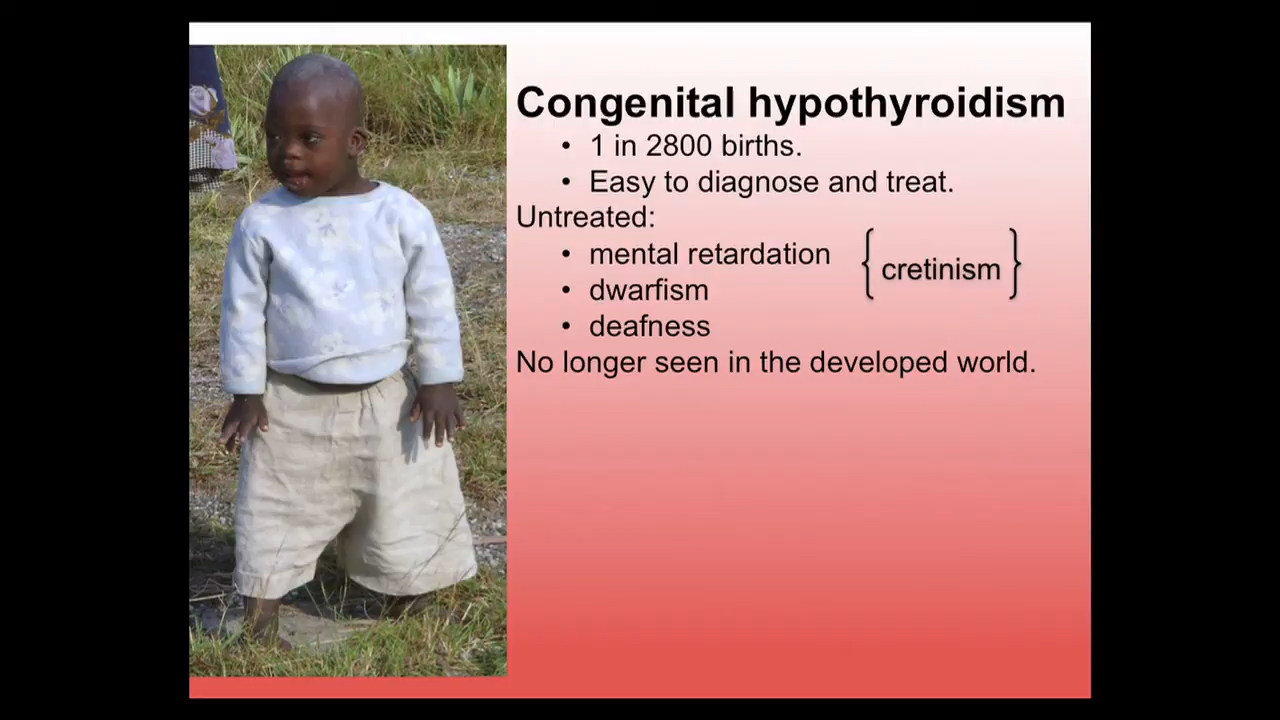 Congenital hypothyroidism
• 1 in 2800 births.
• Easy to diagnose and treat.
Untreated:
• mental retardation
{ cretinism }
• dwarfism
• deafness
No longer seen in the developed world.